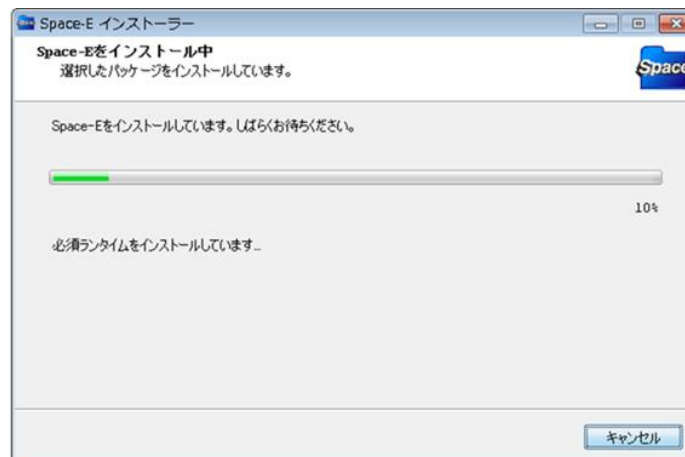 Space-E インストーラー
Space-Eをインストール中
選択したパッケージをインストールしています。
Space
Space-Eをインストールしています。しばらくお待ちください。
10%
必須ランタイムをインストールしています...
キャンセル